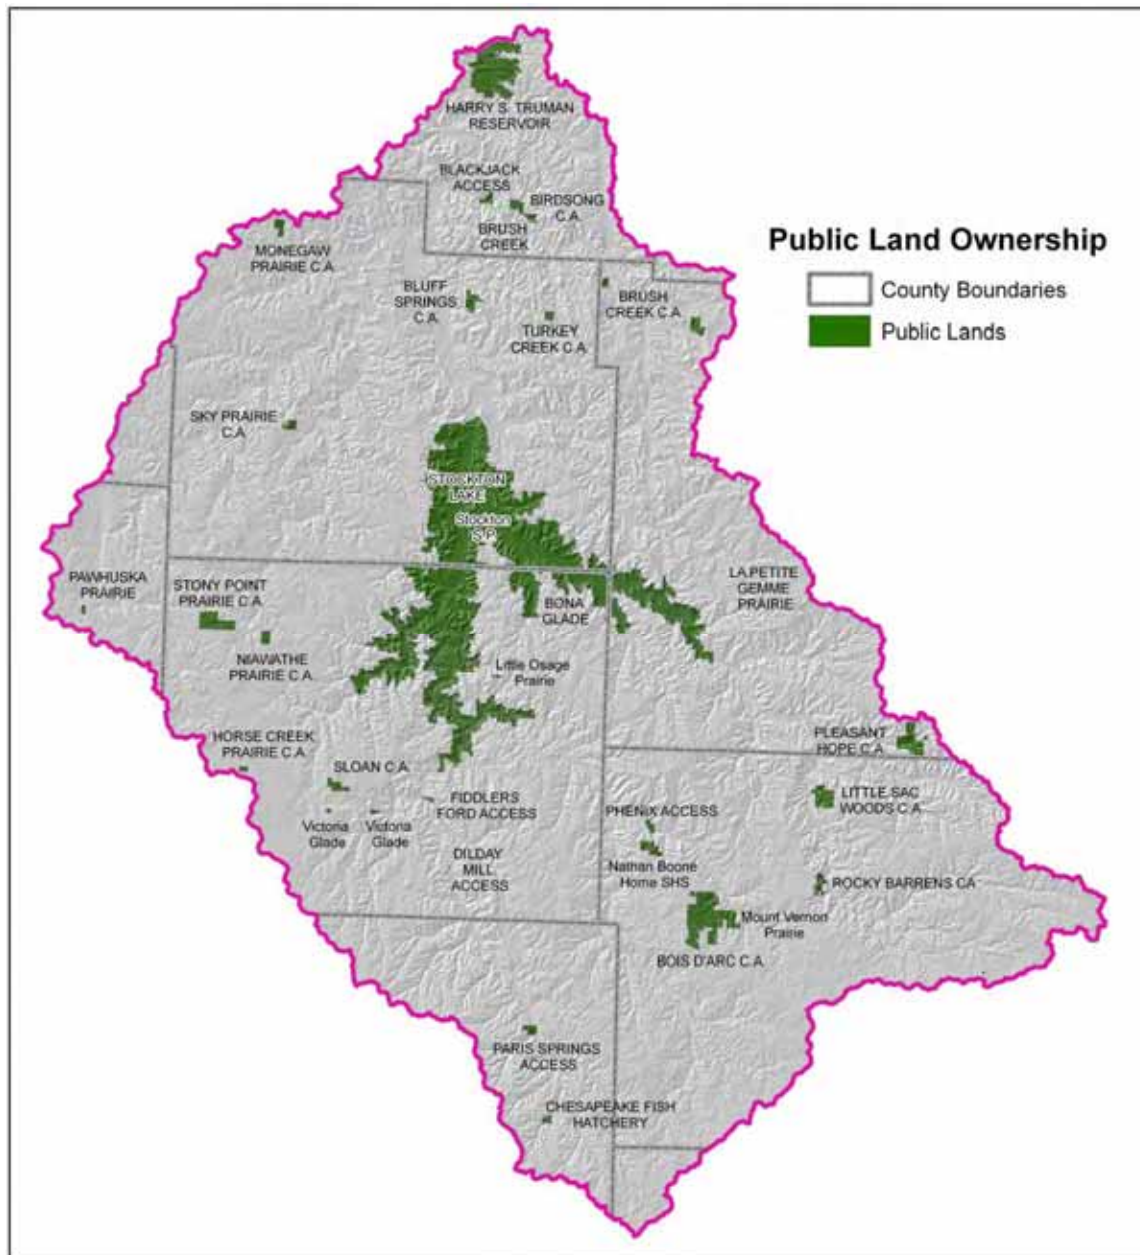 HARRY S. TRUMAN
RESERVOIR
BLACKJACK
ACCESS
BIRDSONG
C.A.
BRUSH
CREEK
MONEGAW
PRAIRIE C.A.
Public Land Ownership
County Boundaries
Public Lands
BLUFF
SPRINGS
C.A.
BRUSH
CREEK C.A.
TURKEY
CREEK C.A.
SKY PRAIRIE
C.A
STOCKTON
LAKE
Stockton
S.P.
PAWHUSKA
PRAIRIE
STONY POINT
PRAIRIE C.A.
BONA
GLADE
LA PETITE
GEMME
PRAIRIE
NIAWATHE
PRAIRIE C.A.
Little Osage
Prairie
HORSE CREEK
PRAIRIE C.A.
PLEASANT
HOPE C.A.
SLOAN C.A.
FIDDLERS
FORD ACCESS
LITTLE SAC
WOODS C.A.
PHENIX ACCESS
Victoria
Glade
Victoria
Glade
DILDAY
MILL
ACCESS
Nathan Boone
Home SHS
ROCKY BARRENS CA
Mount Vernon
Prairie
BOIS D'ARC C.A.
PARIS SPRINGS
ACCESS
CHESAPEAKE FISH
HATCHERY